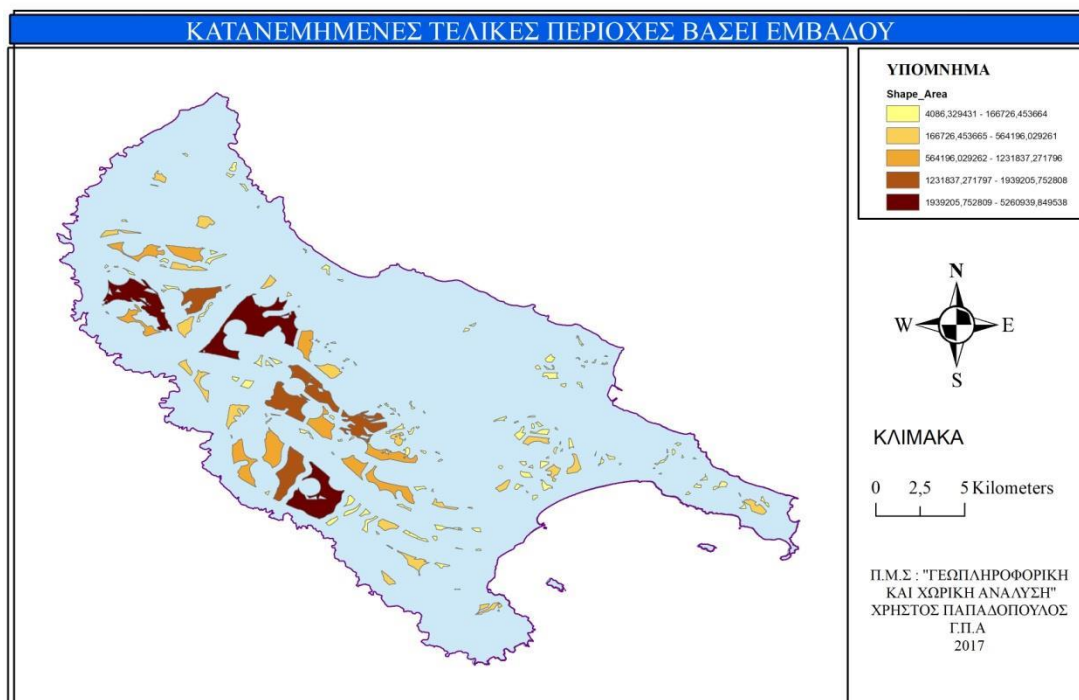 ΚΑΤΑΝΕΜΗΜΕΝΕΣ ΤΕΛΙΚΕΣ ΠΕΡΙΟΧΕΣ ΒΑΣΕΙ ΕΜΒΑΔΟΥ
ΥΠΟΜΝΗΜΑ
Shape_Area
4086,329431 - 166726,453664
166726,453665 - 564196,029261
564196,029262 - 1231837,271796
1231837,271797 - 1939205,752808
1939205,752809 - 5260939,849538
N
W E
S
ΚΛΙΜΑΚΑ
0 2,5 5 Kilometers
Π.Μ.Σ : "ΓΕΩΠΛΗΡΟΦΟΡΙΚΗ
ΚΑΙ ΧΩΡΙΚΗ ΑΝΑΛΥΣΗ"
ΧΡΗΣΤΟΣ ΠΑΠΑΔΟΠΟΥΛΟΣ
Γ.Π.Α
2017